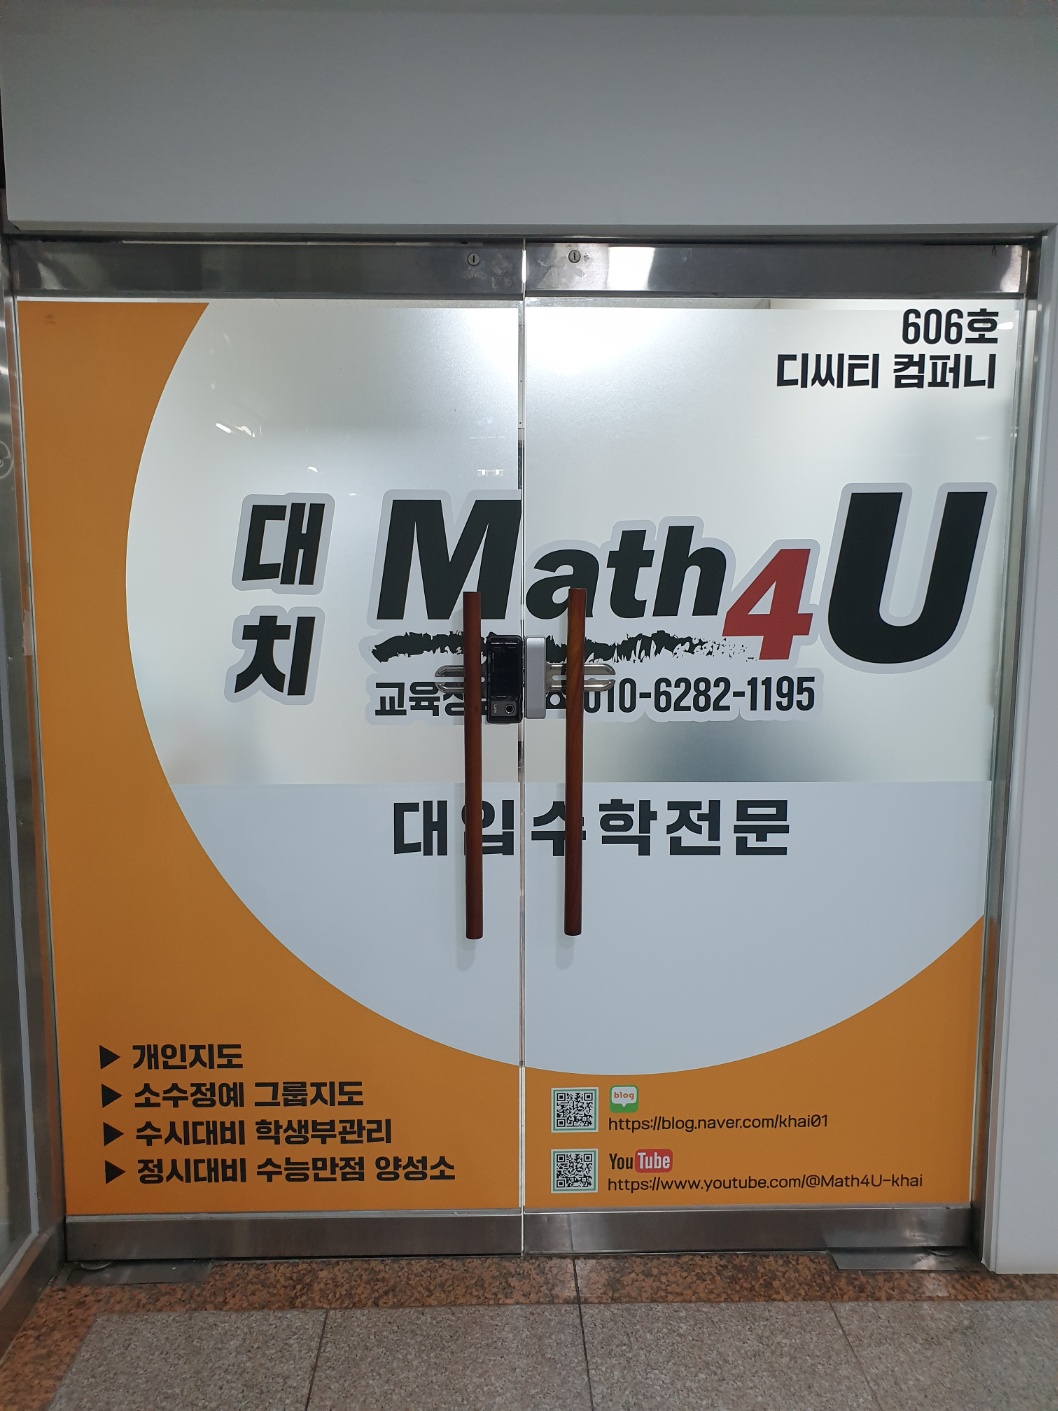 606호
디씨티 컴퍼니
대치
Math4U
010-6282-1195
대입수학전문
▶ 개인지도
▶ 소수정예 그룹지도
▶ 수시대비 학생부관리
▶ 정시대비 수능만점 양성소
blog
https://blog.naver.com/khai01
YouTube
https://www.youtube.com/@Math4U-khai